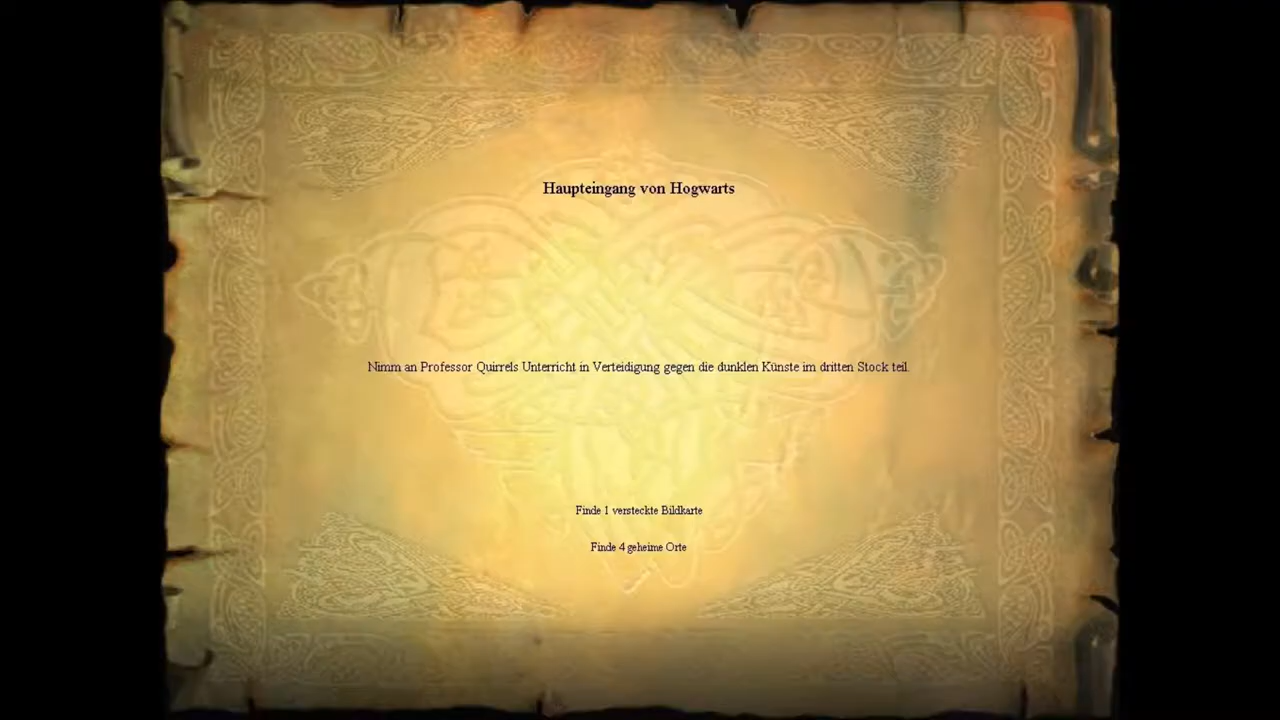 Haupteingang von Hogwarts
Nimm an Professor Quirrels Unterricht in Verteidigung gegen die dunklen Künste im dritten Stock teil.
Finde 1 versteckte Bildkarte
Finde 4 geheime Orte